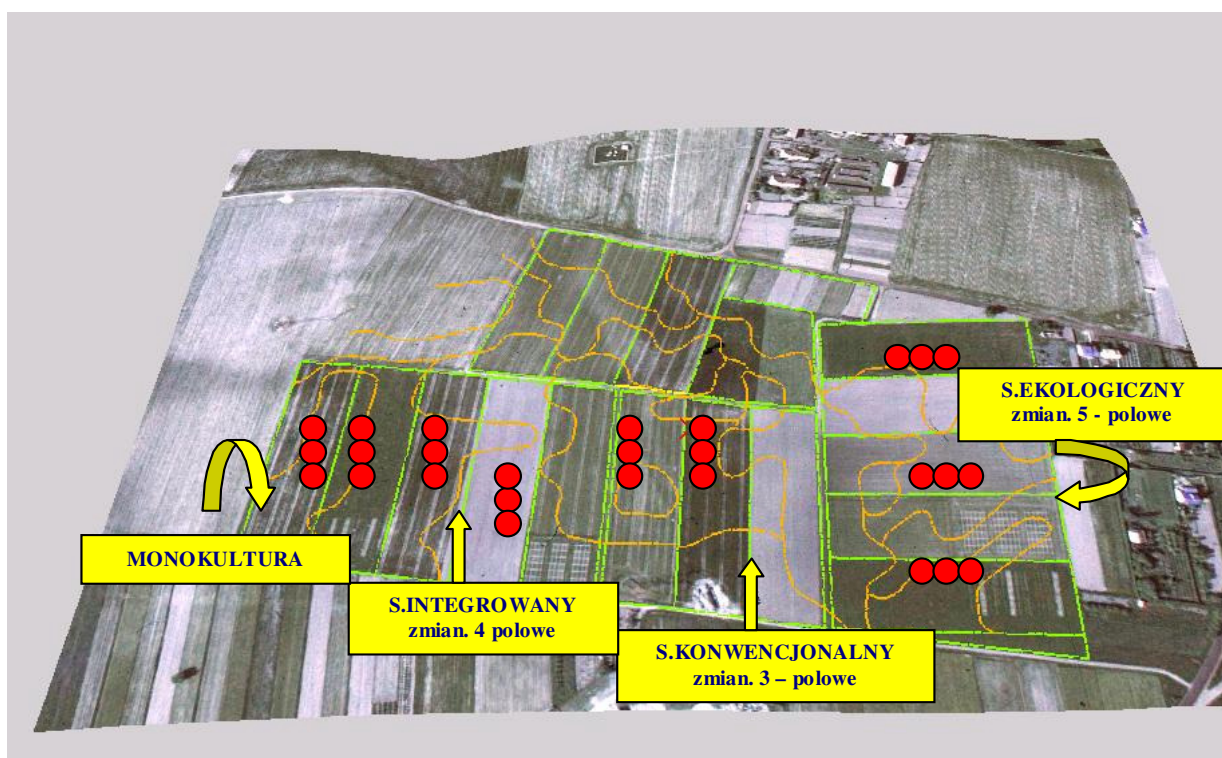 S.EKOLOGICZNY
zmian. 5 - polowe
MONOKULTURA
S.INTEGROWANY
zmian. 4 polowe
S.KONWENCJONALNY
zmian. 3 – polowe